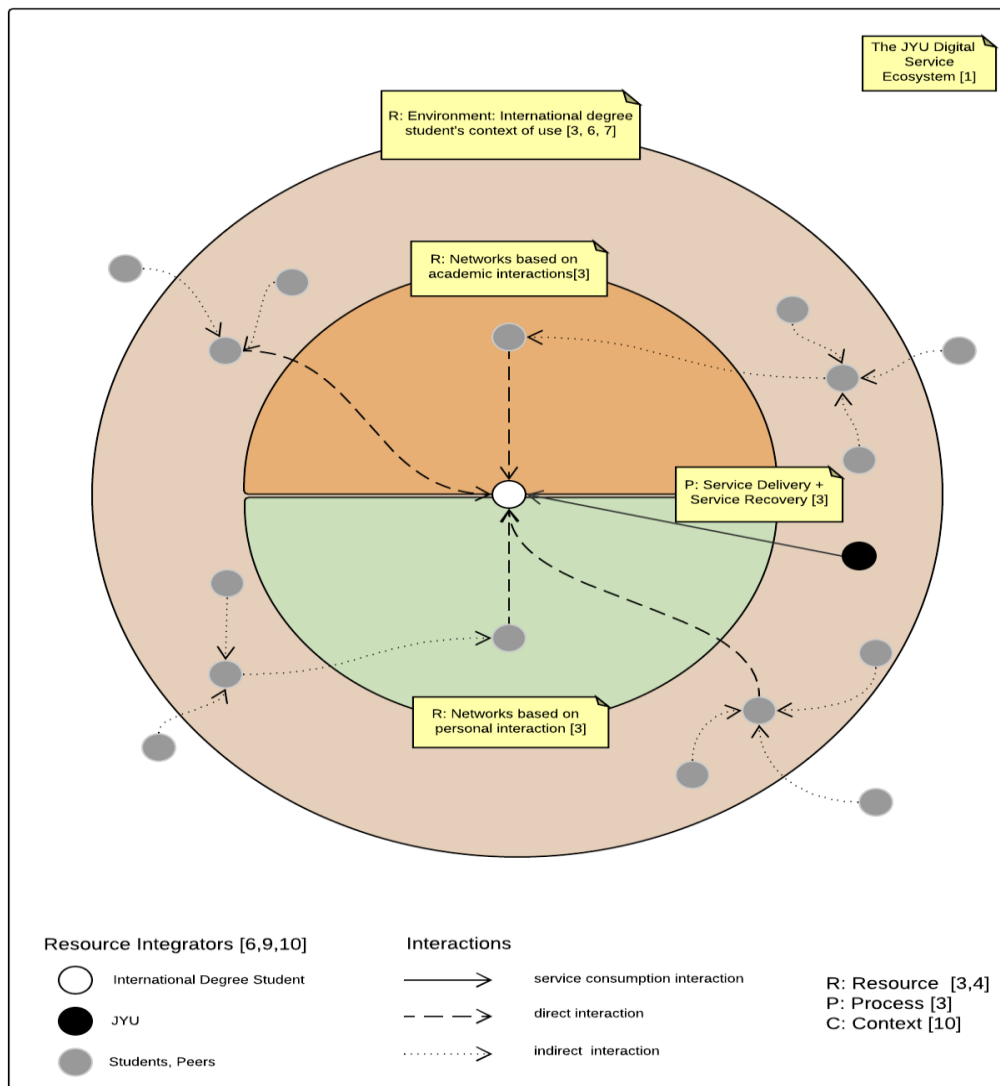 The JYU Digital
Service
Ecosystem [1]
R: Environment: International degree
student's context of use [3, 6, 7]
R: Networks based on
academic interactions[3]
P: Service Delivery +
Service Recovery [3]
R: Networks based on
personal interaction [3]
Resource Integrators [6,9,10]
International Degree Student
JYU
Students, Peers
Interactions
service consumption interaction
direct interaction
indirect interaction
R: Resource [3,4]
P: Process [3]
C: Context [10]